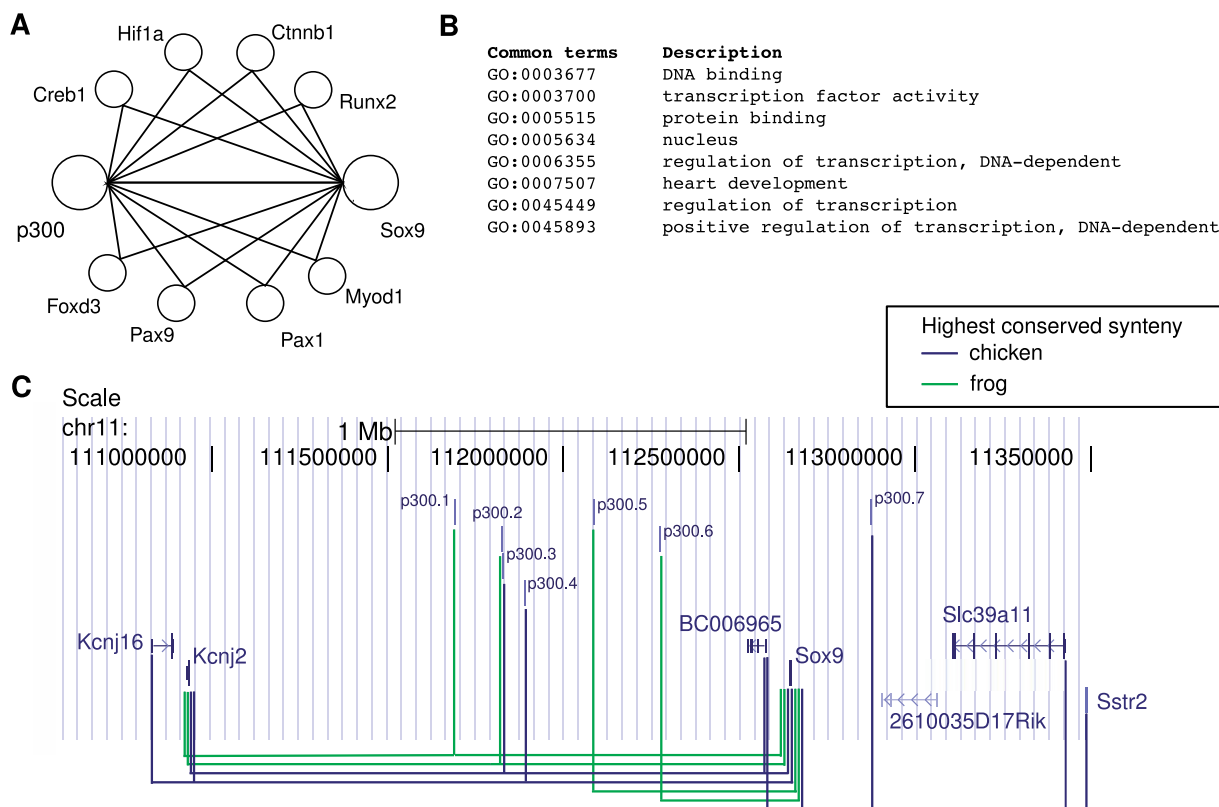 A
Hif1a
Ctnnb1
Creb1
Runx2
p300
Sox9
Foxd3
Myod1
Pax9
Pax1
B
Common terms Description
GO:0003677 DNA binding
GO:0003700 transcription factor activity
GO:0005515 protein binding
GO:0005634 nucleus
GO:0006355 regulation of transcription, DNA-dependent
GO:0007507 heart development
GO:0045449 regulation of transcription
GO:0045893 positive regulation of transcription, DNA-dependent
Highest conserved synteny
chicken
frog
C
Scale
chr11:
1 Mb
111000000 111500000 112000000 112500000 113000000 11350000
p300.1
p300.2
p300.3
p300.4
p300.5
p300.6
p300.7
Kcnj16
Kcnj2
BC006965
Sox9
Slc39a11
2610035D17Rik
Sstr2